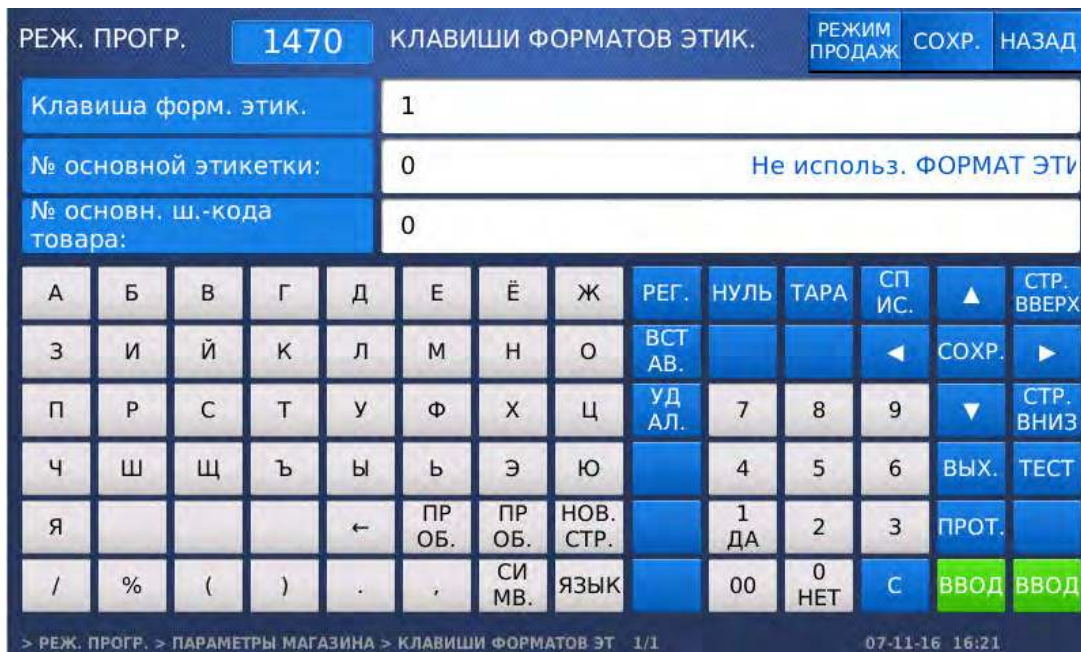 РЕЖ. ПРОГР. 1470 КЛАВИШИ ФОРМАТОВ ЭТИК. РЕЖИМ ПРОДАЖ СОХР. НАЗАД
Клавиша форм. этик. 1
№ основной этикетки: 0 Не использ. ФОРМАТ ЭТИ
№ основн. ш.-кода
товара: 0
А Б В Г Д Е Ё Ж РЕГ. НУЛЬ ТАРА СП ИС. ▲ СТР. ВВЕРХ
З И Й К Л М Н О ВСТ АВ. ◀ СОХР. ▶
П Р С Т У Ф Х Ц УД АЛ. 7 8 9 ▼ СТР. ВНИЗ
Ч Ш Щ Ъ Ы Ь Э Ю 4 5 6 ВЫХ. ТЕСТ
Я ← ПР ОБ. ПР ОБ. НОВ. СТР. 1 ДА 2 3 ПРОТ.
/ % ( ) . , СИ МВ. ЯЗЫК 00 0 НЕТ С ВВОД ВВОД
> РЕЖ. ПРОГР. > ПАРАМЕТРЫ МАГАЗИНА > КЛАВИШИ ФОРМАТОВ ЭТ 1/1 07-11-16 16:21